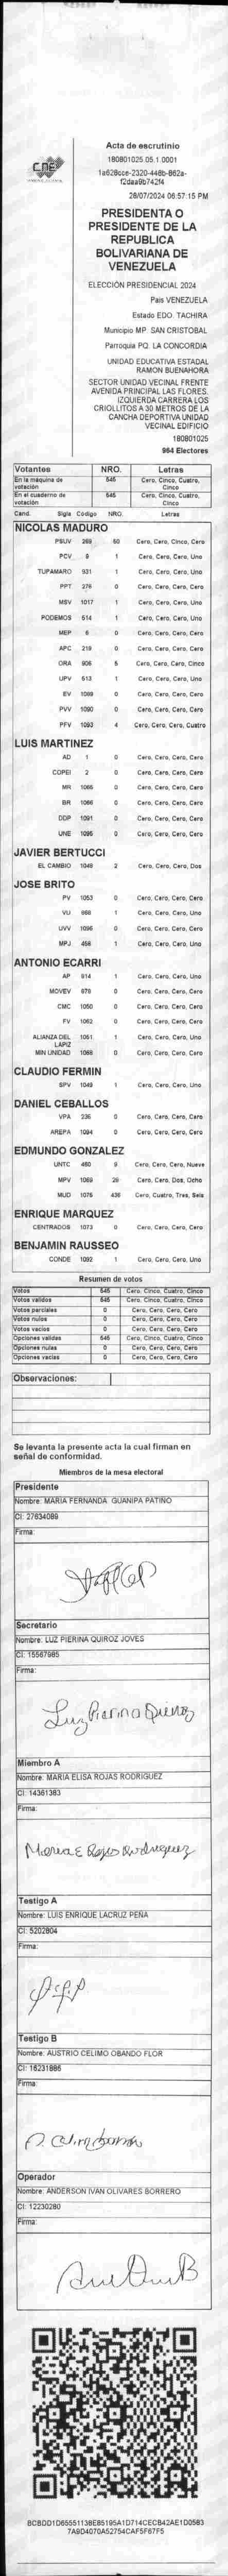 CNE
Acta de escrutinio
180801025.05.1.0001
28/07/2024 06:57:15 PM
PRESIDENTA O
PRESIDENTE DE LA
REPUBLICA
BOLIVARIANA DE
VENEZUELA
ELECCIÓN PRESIDENCIAL 2024
Pais VENEZUELA
Estado EDO. TACHIRA
Municipio MP. SAN CRISTOBAL
Parroquia PQ. LA CONCORDIA
UNIDAD EDUCATIVA ESTADAL
RAMON BUENAHORA
SECTOR UNIDAD VECINAL FRENTE
AVENIDA PRINCIPAL LAS FLORES.
IZQUIERDA CARRERA LOS
CRIOLLITOS A 30 METROS DE LA
CANCHA DEPORTIVA UNIDAD
VECINAL EDIFICIO
180801025
984 Electores
Votantes NRO. Letras
En la maquina de votación 545 Cero, Cinco, Cuatro, Cinco
En el cuaderno de votación 545 Cero, Cinco, Cuatro, Cinco
Cand. Sigla Código NRO. Letras
NICOLAS MADURO
PSUV 269 50 Cero, Cero, Cinco, Cero
PCV 9 1 Cero, Cero, Cero, Uno
TUPAMARO 931 1 Cero, Cero, Cero, Uno
PPT 276 0 Cero, Cero, Cero, Cero
MSV 1017 1 Cero, Cero, Cero, Uno
PODEMOS 514 1 Cero, Cero, Cero, Uno
MEP 6 0 Cero, Cero, Cero, Cero
APC 219 0 Cero, Cero, Cero, Cero
ORA 906 5 Cero, Cero, Cero, Cinco
UPV 513 1 Cero, Cero, Cero, Uno
EV 1089 0 Cero, Cero, Cero, Cero
PVV 1090 0 Cero, Cero, Cero, Cero
PFV 1093 4 Cero, Cero, Cero, Cuatro
LUIS MARTINEZ
AD 1 0 Cero, Cero, Cero, Cero
COPEI 2 0 Cero, Cero, Cero, Cero
MR 1065 0 Cero, Cero, Cero, Cero
BR 1066 0 Cero, Cero, Cero, Cero
DDP 1091 0 Cero, Cero, Cero, Cero
UNE 1095 0 Cero, Cero, Cero, Cero
JAVIER BERTUCCI
EL CAMBIO 1048 2 Cero, Cero, Cero, Dos
JOSE BRITO
PV 1053 0 Cero, Cero, Cero, Cero
VU 868 1 Cero, Cero, Cero, Uno
UVV 1096 0 Cero, Cero, Cero, Cero
MPJ 458 1 Cero, Cero, Cero, Uno
ANTONIO ECARRI
AP 814 1 Cero, Cero, Cero, Uno
MOVEV 879 0 Cero, Cero, Cero, Cero
CMC 1050 0 Cero, Cero, Cero, Cero
FV 1062 0 Cero, Cero, Cero, Cero
ALIANZA DEL LAPIZ 1051 1 Cero, Cero, Cero, Uno
MIN UNIDAD 1068 0 Cero, Cero, Cero, Cero
CLAUDIO FERMIN
SPV 1049 1 Cero, Cero, Cero, Uno
DANIEL CEBALLOS
VPA 236 0 Cero, Cero, Cero, Cero
AREPA 1094 0 Cero, Cero, Cero, Cero
EDMUNDO GONZALEZ
UNTC 460 9 Cero, Cero, Cero, Nueve
MPV 1069 28 Cero, Cero, Dos, Ocho
MUD 1075 436 Cero, Cuatro, Tres, Seis
ENRIQUE MARQUEZ
CENTRADOS 1073 0 Cero, Cero, Cero, Cero
BENJAMIN RAUSSEO
CONDE 1092 1 Cero, Cero, Cero, Uno
Resumen de votos
Votos 545 Cero, Cinco, Cuatro, Cinco
Votos validos 545 Cero, Cinco, Cuatro, Cinco
Votos parciales 0 Cero, Cero, Cero, Cero
Votos nulos 0 Cero, Cero, Cero, Cero
Votos vacios 0 Cero, Cero, Cero, Cero
Opciones validas 545 Cero, Cinco, Cuatro, Cinco
Opciones nulas 0 Cero, Cero, Cero, Cero
Opciones vacias 0 Cero, Cero, Cero, Cero
Observaciones:
Se levanta la presente acta la cual firman en
señal de conformidad.
Miembros de la mesa electoral
Presidente
Nombre: MARIA FERNANDA GUANIPA PATIÑO
CI: 27634089
Firma:
Secretario
Nombre: LUZ PIERINA QUIROZ JOVES
CI: 15567985
Firma:
Luz Pierina Quiroz
Miembro A
Nombre: MARIA ELISA ROJAS RODRIGUEZ
CI: 14361383
Firma:
Maria E Rojas Rodriguez
Testigo A
Nombre: LUIS ENRIQUE LACRUZ PEÑA
CI: 5202804
Firma:
Testigo B
Nombre: AUSTRIO CELIMO OBANDO FLOR
CI: 16231886
Firma:
Operador
Nombre: ANDERSON IVAN OLIVARES BORRERO
CI: 12230280
Firma: